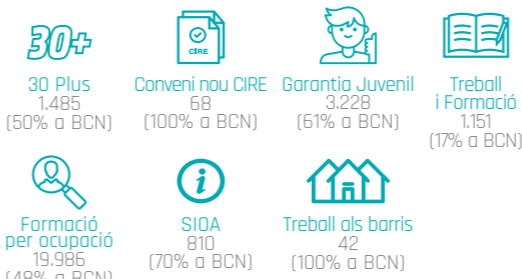 30+
30 Plus
1.485
(50% a BCN)
CIRE
Conveni nou CIRE
68
(100% a BCN)
Garantia Juvenil
3.228
(61% a BCN)
Treball
i Formació
1.151
(17% a BCN)
Formació
per ocupació
19.986
(48% a BCN)
i
SIOA
810
(70% a BCN)
Treball als barris
42
(100% a BCN)